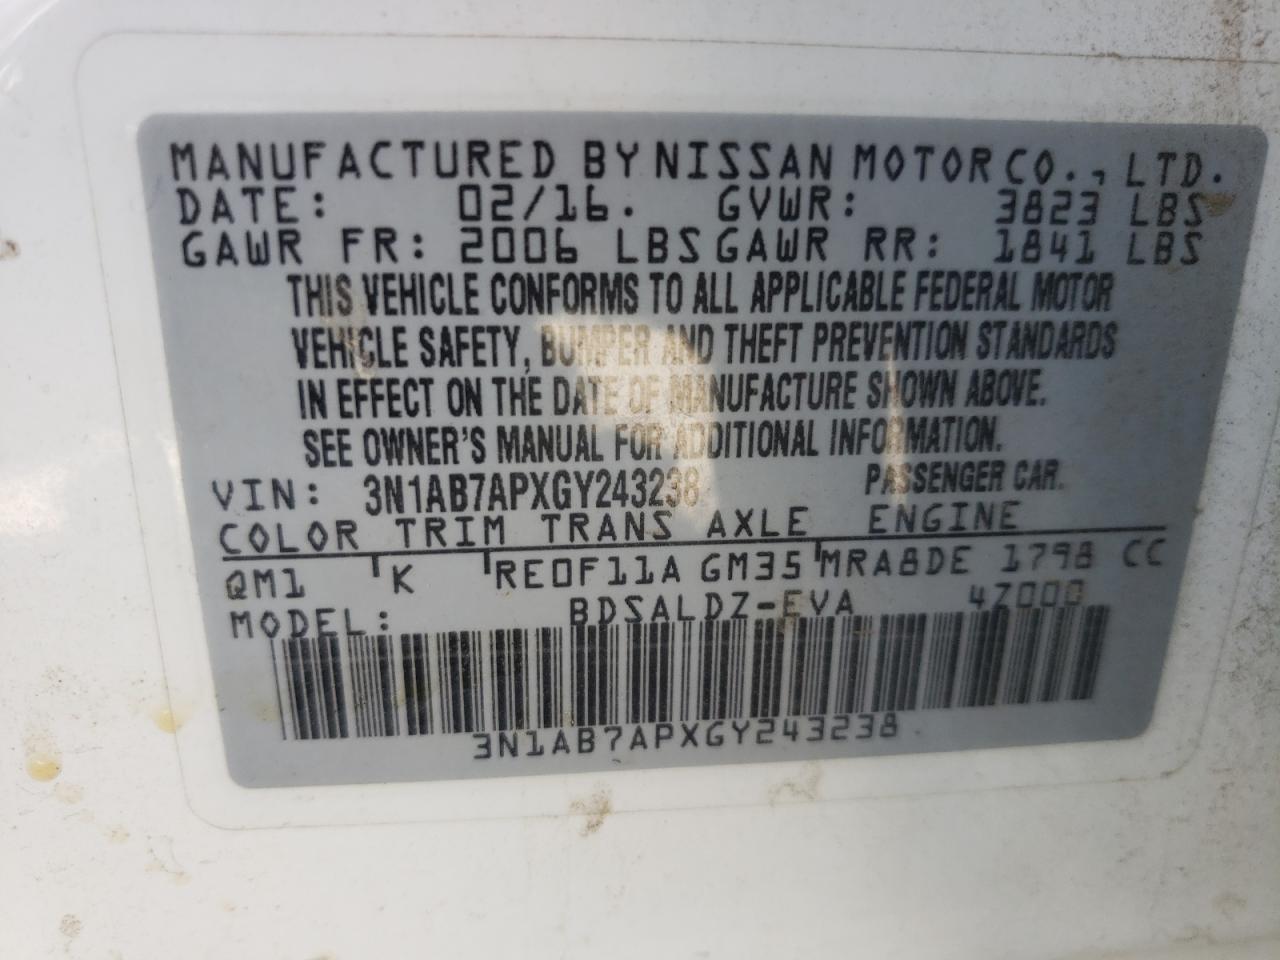 MANUFACTURED BY NISSAN MOTOR CO., LTD.
DATE: 02/16. GVWR: 3823 LBS
GAWR FR: 2006 LBS GAWR RR: 1841 LBS
THIS VEHICLE CONFORMS TO ALL APPLICABLE FEDERAL MOTOR
VEHICLE SAFETY, BUMPER AND THEFT PREVENTION STANDARDS
IN EFFECT ON THE DATE OF MANUFACTURE SHOWN ABOVE.
SEE OWNER'S MANUAL FOR ADDITIONAL INFORMATION.
VIN: 3N1AB7APXGY243238 PASSENGER CAR.
COLOR TRIM TRANS AXLE ENGINE
QM1 K RE0F11A GM35 MRA8DE 1798 CC
MODEL: BDSALDZ-EVA 4Z000
3N1AB7APXGY243238